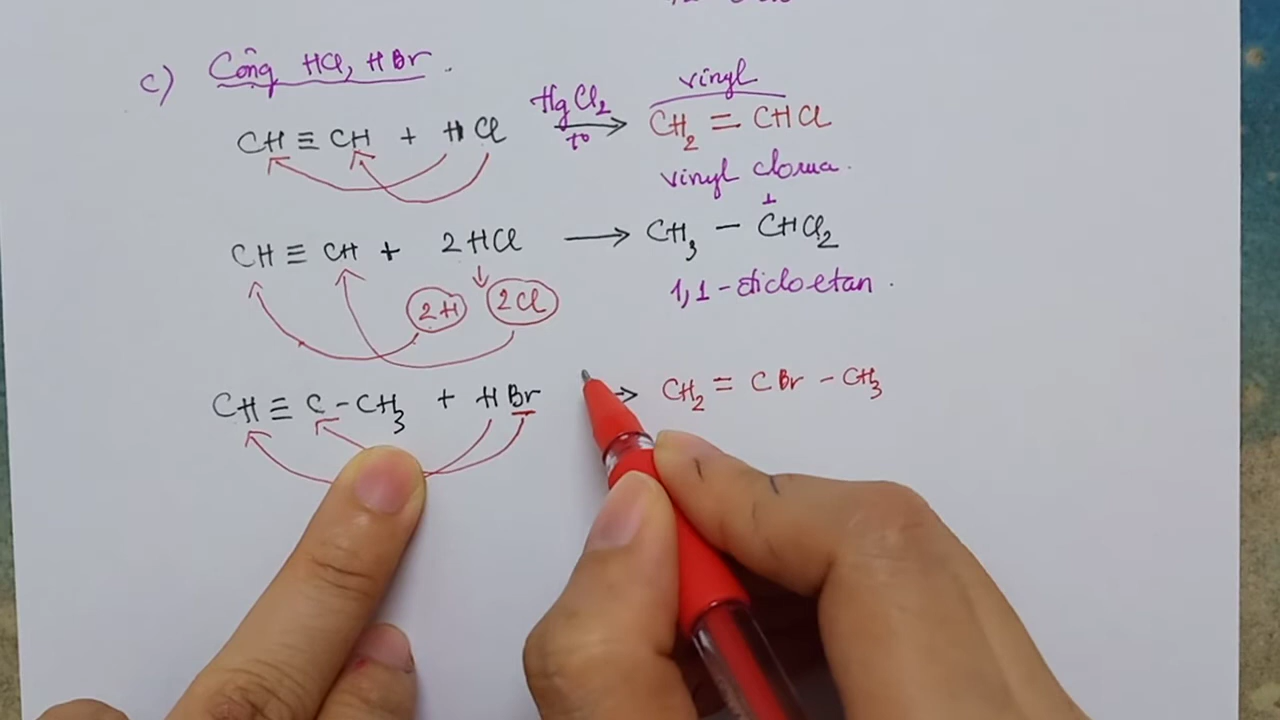 c) Cộng HCl, HBr.
CH ≡ CH + HCl HgCl2 t° → CH2 = CHCl
vinyl
vinyl clorua.
CH ≡ CH + 2HCl → CH3 - CHCl2
1
2H 2Cl
1,1-đicloetan.
CH ≡ C - CH3 + HBr → CH2 = CBr - CH3